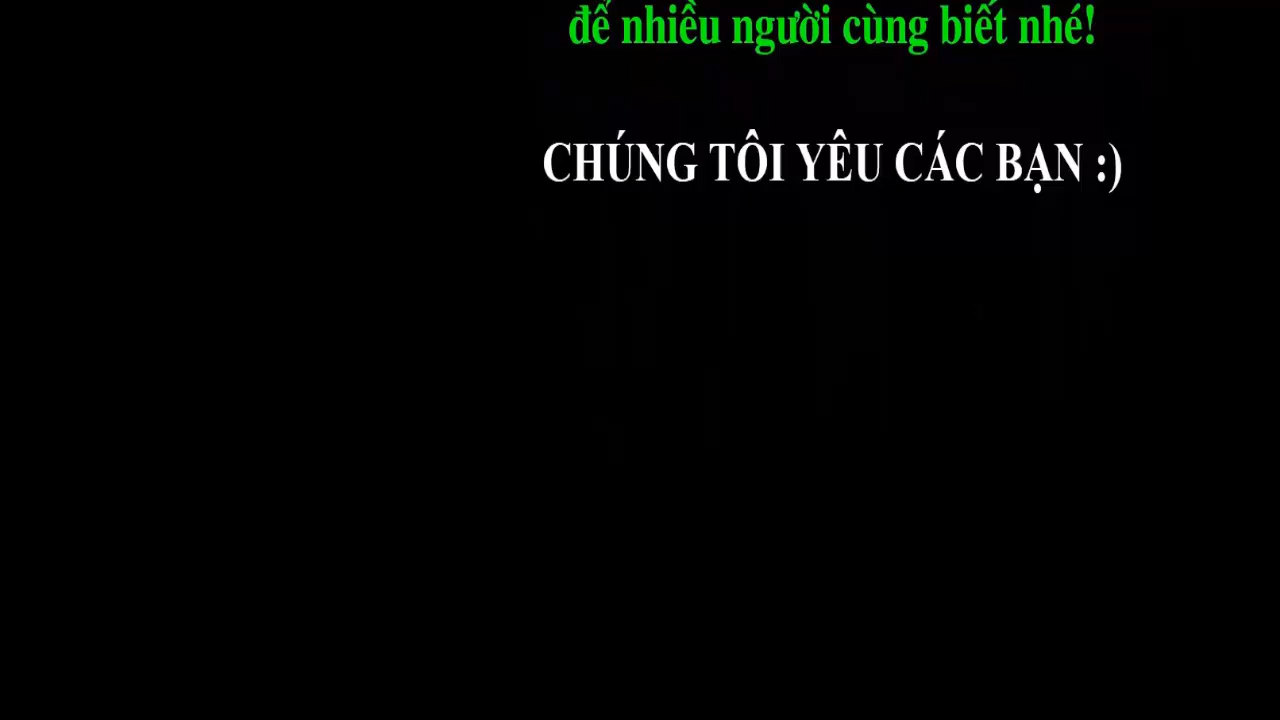 để nhiều người cùng biết nhé!
CHÚNG TÔI YÊU CÁC BẠN :)